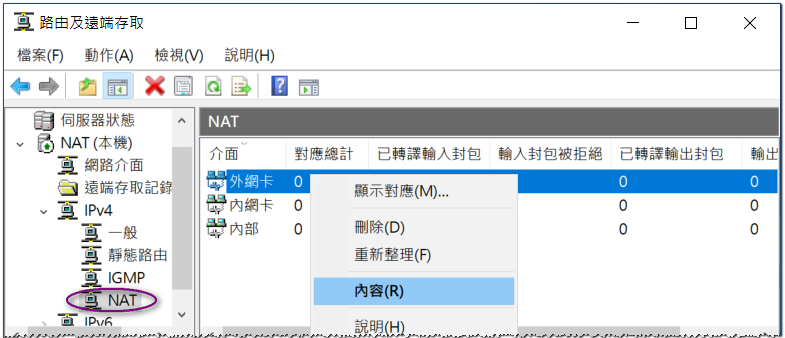 路由及遠端存取
檔案(F) 動作(A) 檢視(V) 說明(H)
伺服器狀態
NAT (本機)
網路介面
遠端存取記錄
IPv4
一般
靜態路由
IGMP
NAT
IPv6
NAT
介面 對應總計 已轉譯輸入封包 輸入封包被拒絕 已轉譯輸出封包 輸出
外網卡 0 0 0
內網卡 0 0 0
內部 0 0 0
顯示對應(M)...
刪除(D)
重新整理(F)
內容(R)
說明(H)